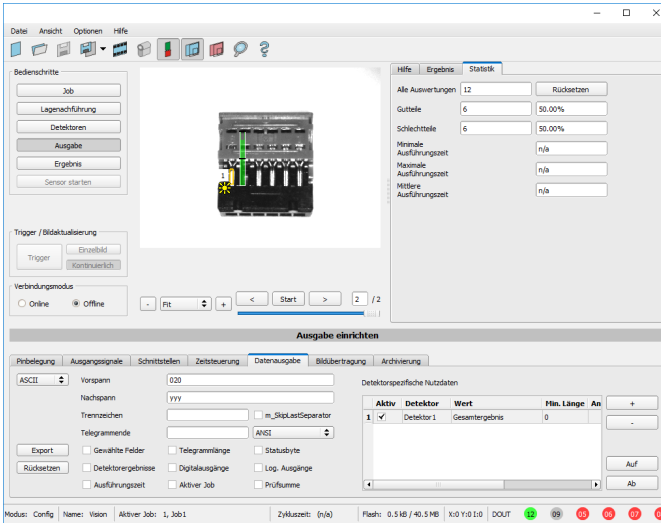 Datei Ansicht Optionen Hilfe
Bedienschritte
Job
Lagenachführung
Detektoren
Ausgabe
Ergebnis
Sensor starten
Trigger / Bildaktualisierung
Trigger
Einzelbild
Kontinuierlich
Verbindungsmodus
Online Offline
1
- Fit + < Start > 2 /2
Hilfe Ergebnis Statistik
Alle Auswertungen 12 Rücksetzen
Gutteile 6 50.00%
Schlechtteile 6 50.00%
Minimale
Ausführungszeit n/a
Maximale
Ausführungszeit n/a
Mittlere
Ausführungszeit n/a
Ausgabe einrichten
Pinbelegung Ausgangssignale Schnittstellen Zeitsteuerung Datenausgabe Bildübertragung Archivierung
ASCII Vorspann 020
Nachspann yyy
Trennzeichen m_SkipLastSeparator
Telegrammende ANSI
Export Gewählte Felder Telegrammlänge Statusbyte
Rücksetzen Detektorergebnisse Digitalausgänge Log. Ausgänge
Ausführungszeit Aktiver Job Prüfsumme
Detektorspezifische Nutzdaten
Aktiv Detektor Wert Min. Länge An
1 Detektor1 Gesamtergebnis 0
+
-
Auf
Ab
Modus: Config Name: Vision Aktiver Job: 1, Job1 Zykluszeit: (n/a) Flash: 0.5 kB / 40.5 MB X:0 Y:0 I:0 DOUT 12 09 05 06 07